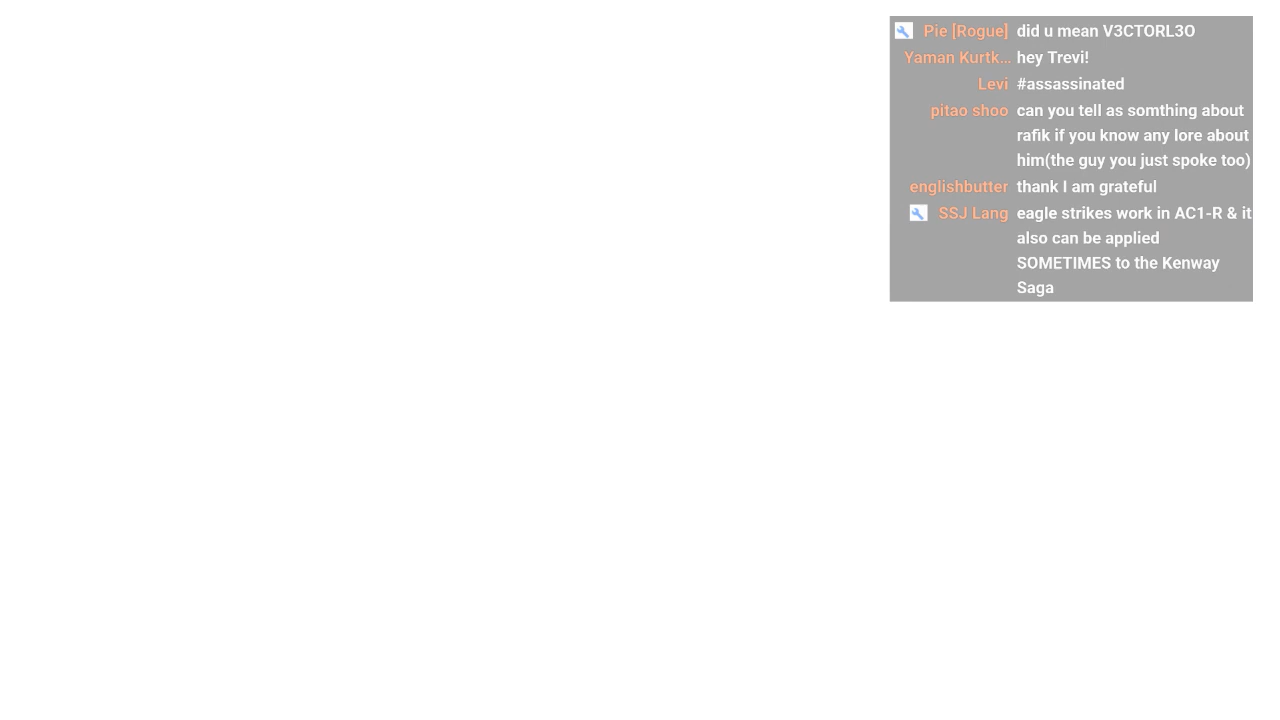 Pie [Rogue] did u mean V3CTORL3O
Yaman Kurtk... hey Trevi!
Levi #assassinated
pitao shoo can you tell as somthing about
rafik if you know any lore about
him(the guy you just spoke too)
englishbutter thank I am grateful
SSJ Lang eagle strikes work in AC1-R & it
also can be applied
SOMETIMES to the Kenway
Saga